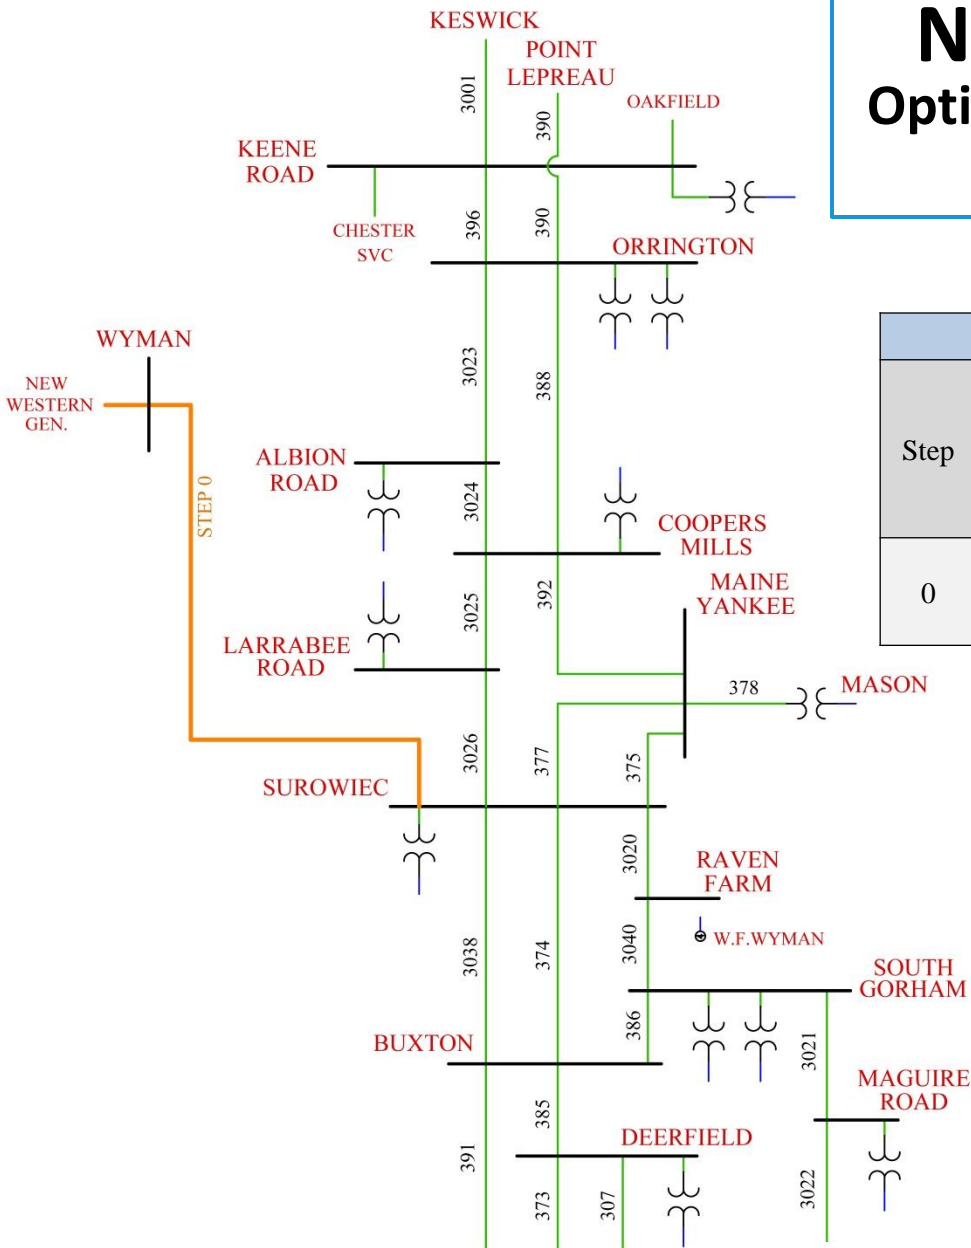 KESWICK
POINT
LEPREAU
N
Opti
3001
390
OAKFIELD
KEENE
ROAD
CHESTER
SVC
396
390
ORRINGTON
WYMAN
NEW
WESTERN
GEN.
3023
388
STEP 0
ALBION
ROAD
3024
Step
COOPERS
MILLS
MAINE
YANKEE
392
3025
0
LARRABEE
ROAD
378
MASON
3026
377
375
SUROWIEC
3020
RAVEN
FARM
W.F.WYMAN
3038
374
3040
SOUTH
GORHAM
386
3021
BUXTON
MAGUIRE
ROAD
385
DEERFIELD
391
373
307
3022